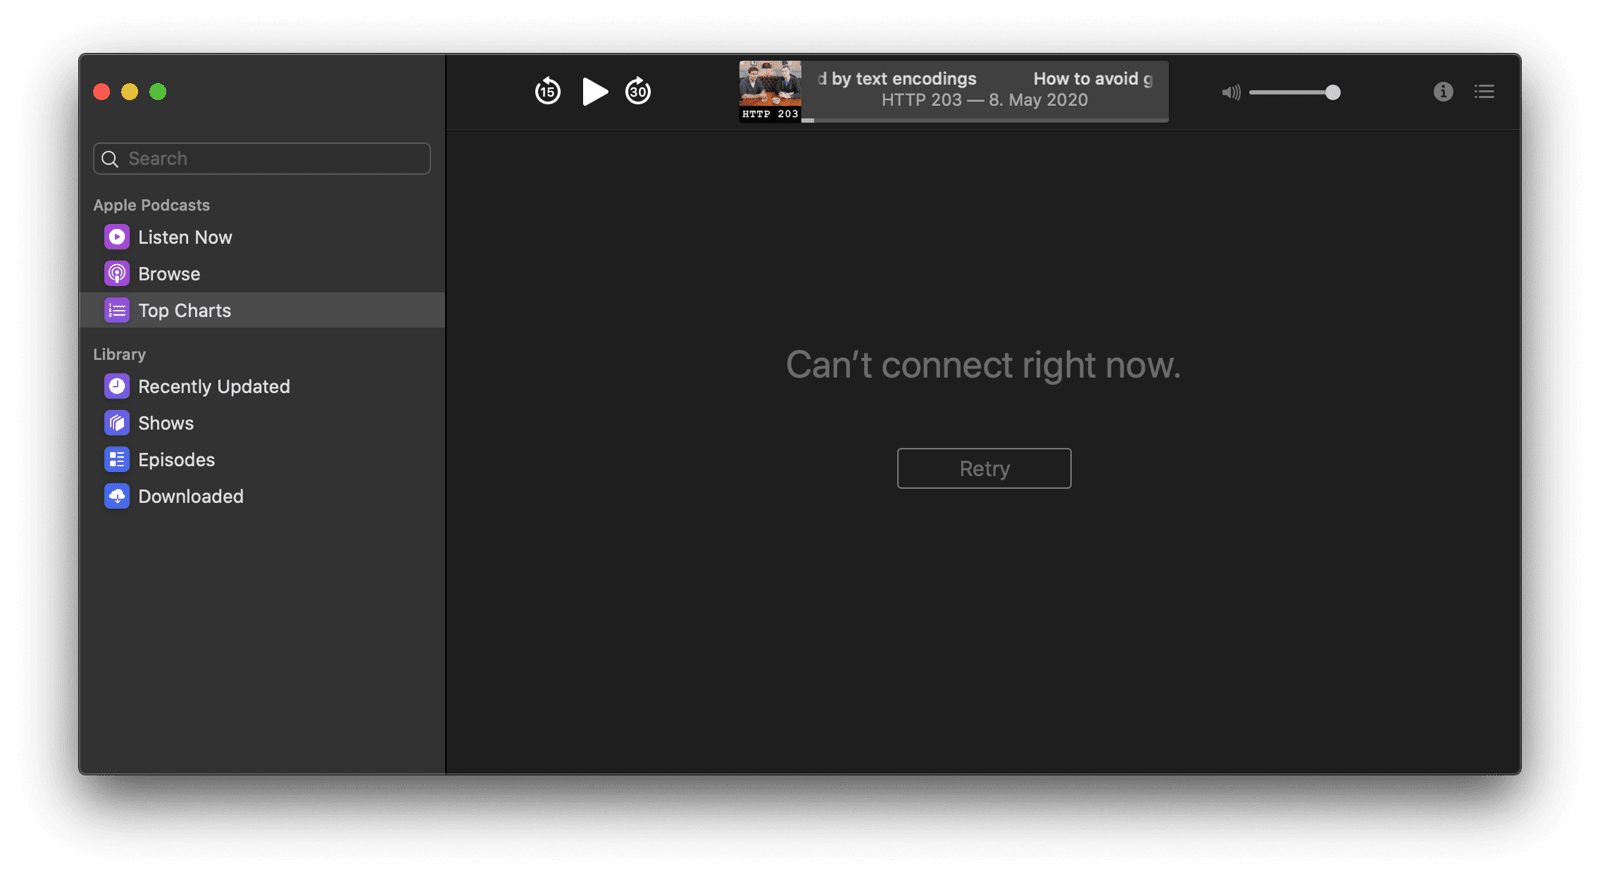 Search
Apple Podcasts
Listen Now
Browse
Top Charts
Library
Recently Updated
Shows
Episodes
Downloaded
15
30
HTTP 203
d by text encodings How to avoid g
HTTP 203 — 8. May 2020
Can’t connect right now.
Retry